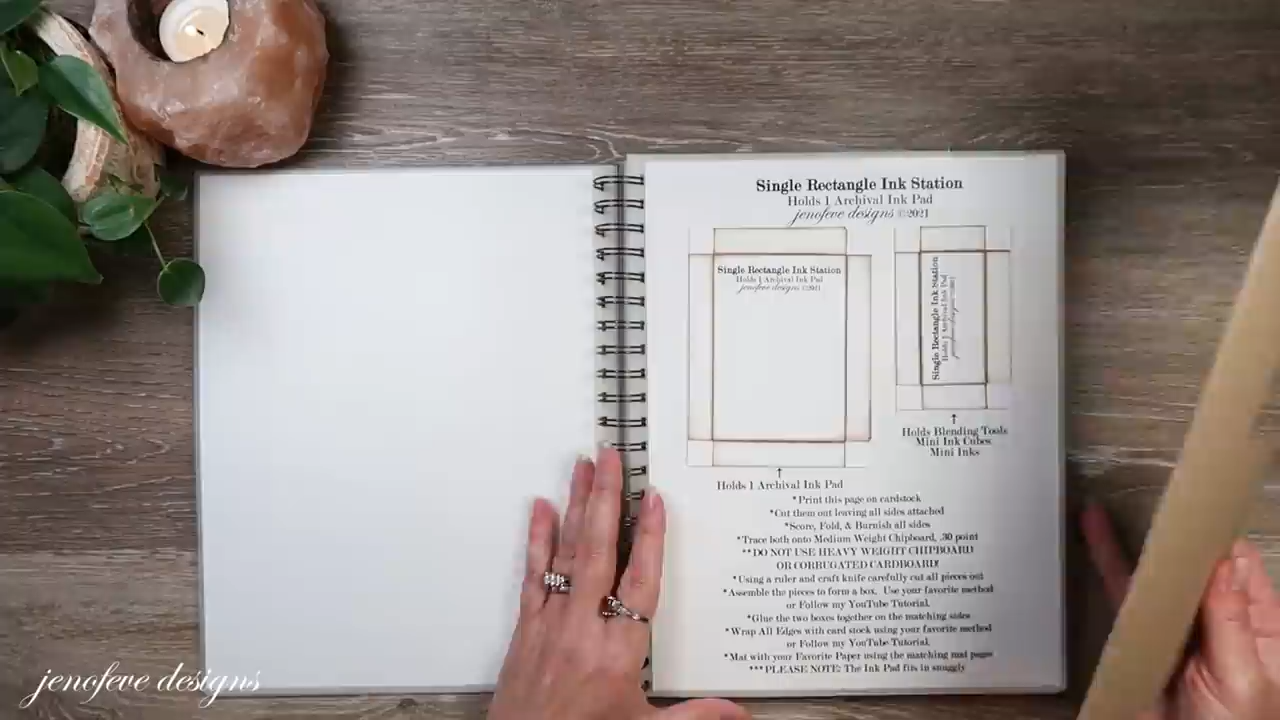 Single Rectangle Ink Station
Holds 1 Archival Ink Pad
jenofeve designs ©2021
Single Rectangle Ink Station
Holds 1 Archival Ink Pad
jenofeve designs ©2021
Single Rectangle Ink Station
Holds 1 Archival Ink Pad
jenofeve designs ©2021
Holds Blending Tools
Mini Ink Cubes
Mini Inks
Holds 1 Archival Ink Pad
*Print this page on cardstock
*Cut them out leaving all sides attached
*Score, Fold, & Burnish all sides
*Trace both onto Medium Weight Chipboard, .30 point
**DO NOT USE HEAVY WEIGHT CHIPBOARD
OR CORRUGATED CARDBOARD!
*Using a ruler and craft knife carefully cut all pieces out
*Assemble the pieces to form a box. Use your favorite method
or Follow my YouTube Tutorial.
*Glue the two boxes together on the matching sides
*Wrap All Edges with card stock using your favorite method
or Follow my YouTube Tutorial.
*Mat with your Favorite Paper using the matching mat pages
***PLEASE NOTE: The Ink Pad fits in snuggly
jenofeve designs